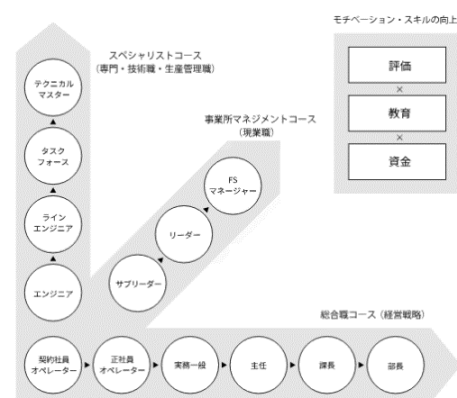 モチベーション・スキルの向上
評価
×
教育
×
資金
スペシャリストコース
(専門・技術職・生産管理職)
テクニカル
マスター
タスク
フォース
ライン
エンジニア
エンジニア
事業所マネジメントコース
(現業職)
FS
マネージャー
リーダー
サブリーダー
総合職コース(経営戦略)
契約社員
オペレーター
正社員
オペレーター
実務一般
主任
課長
部長